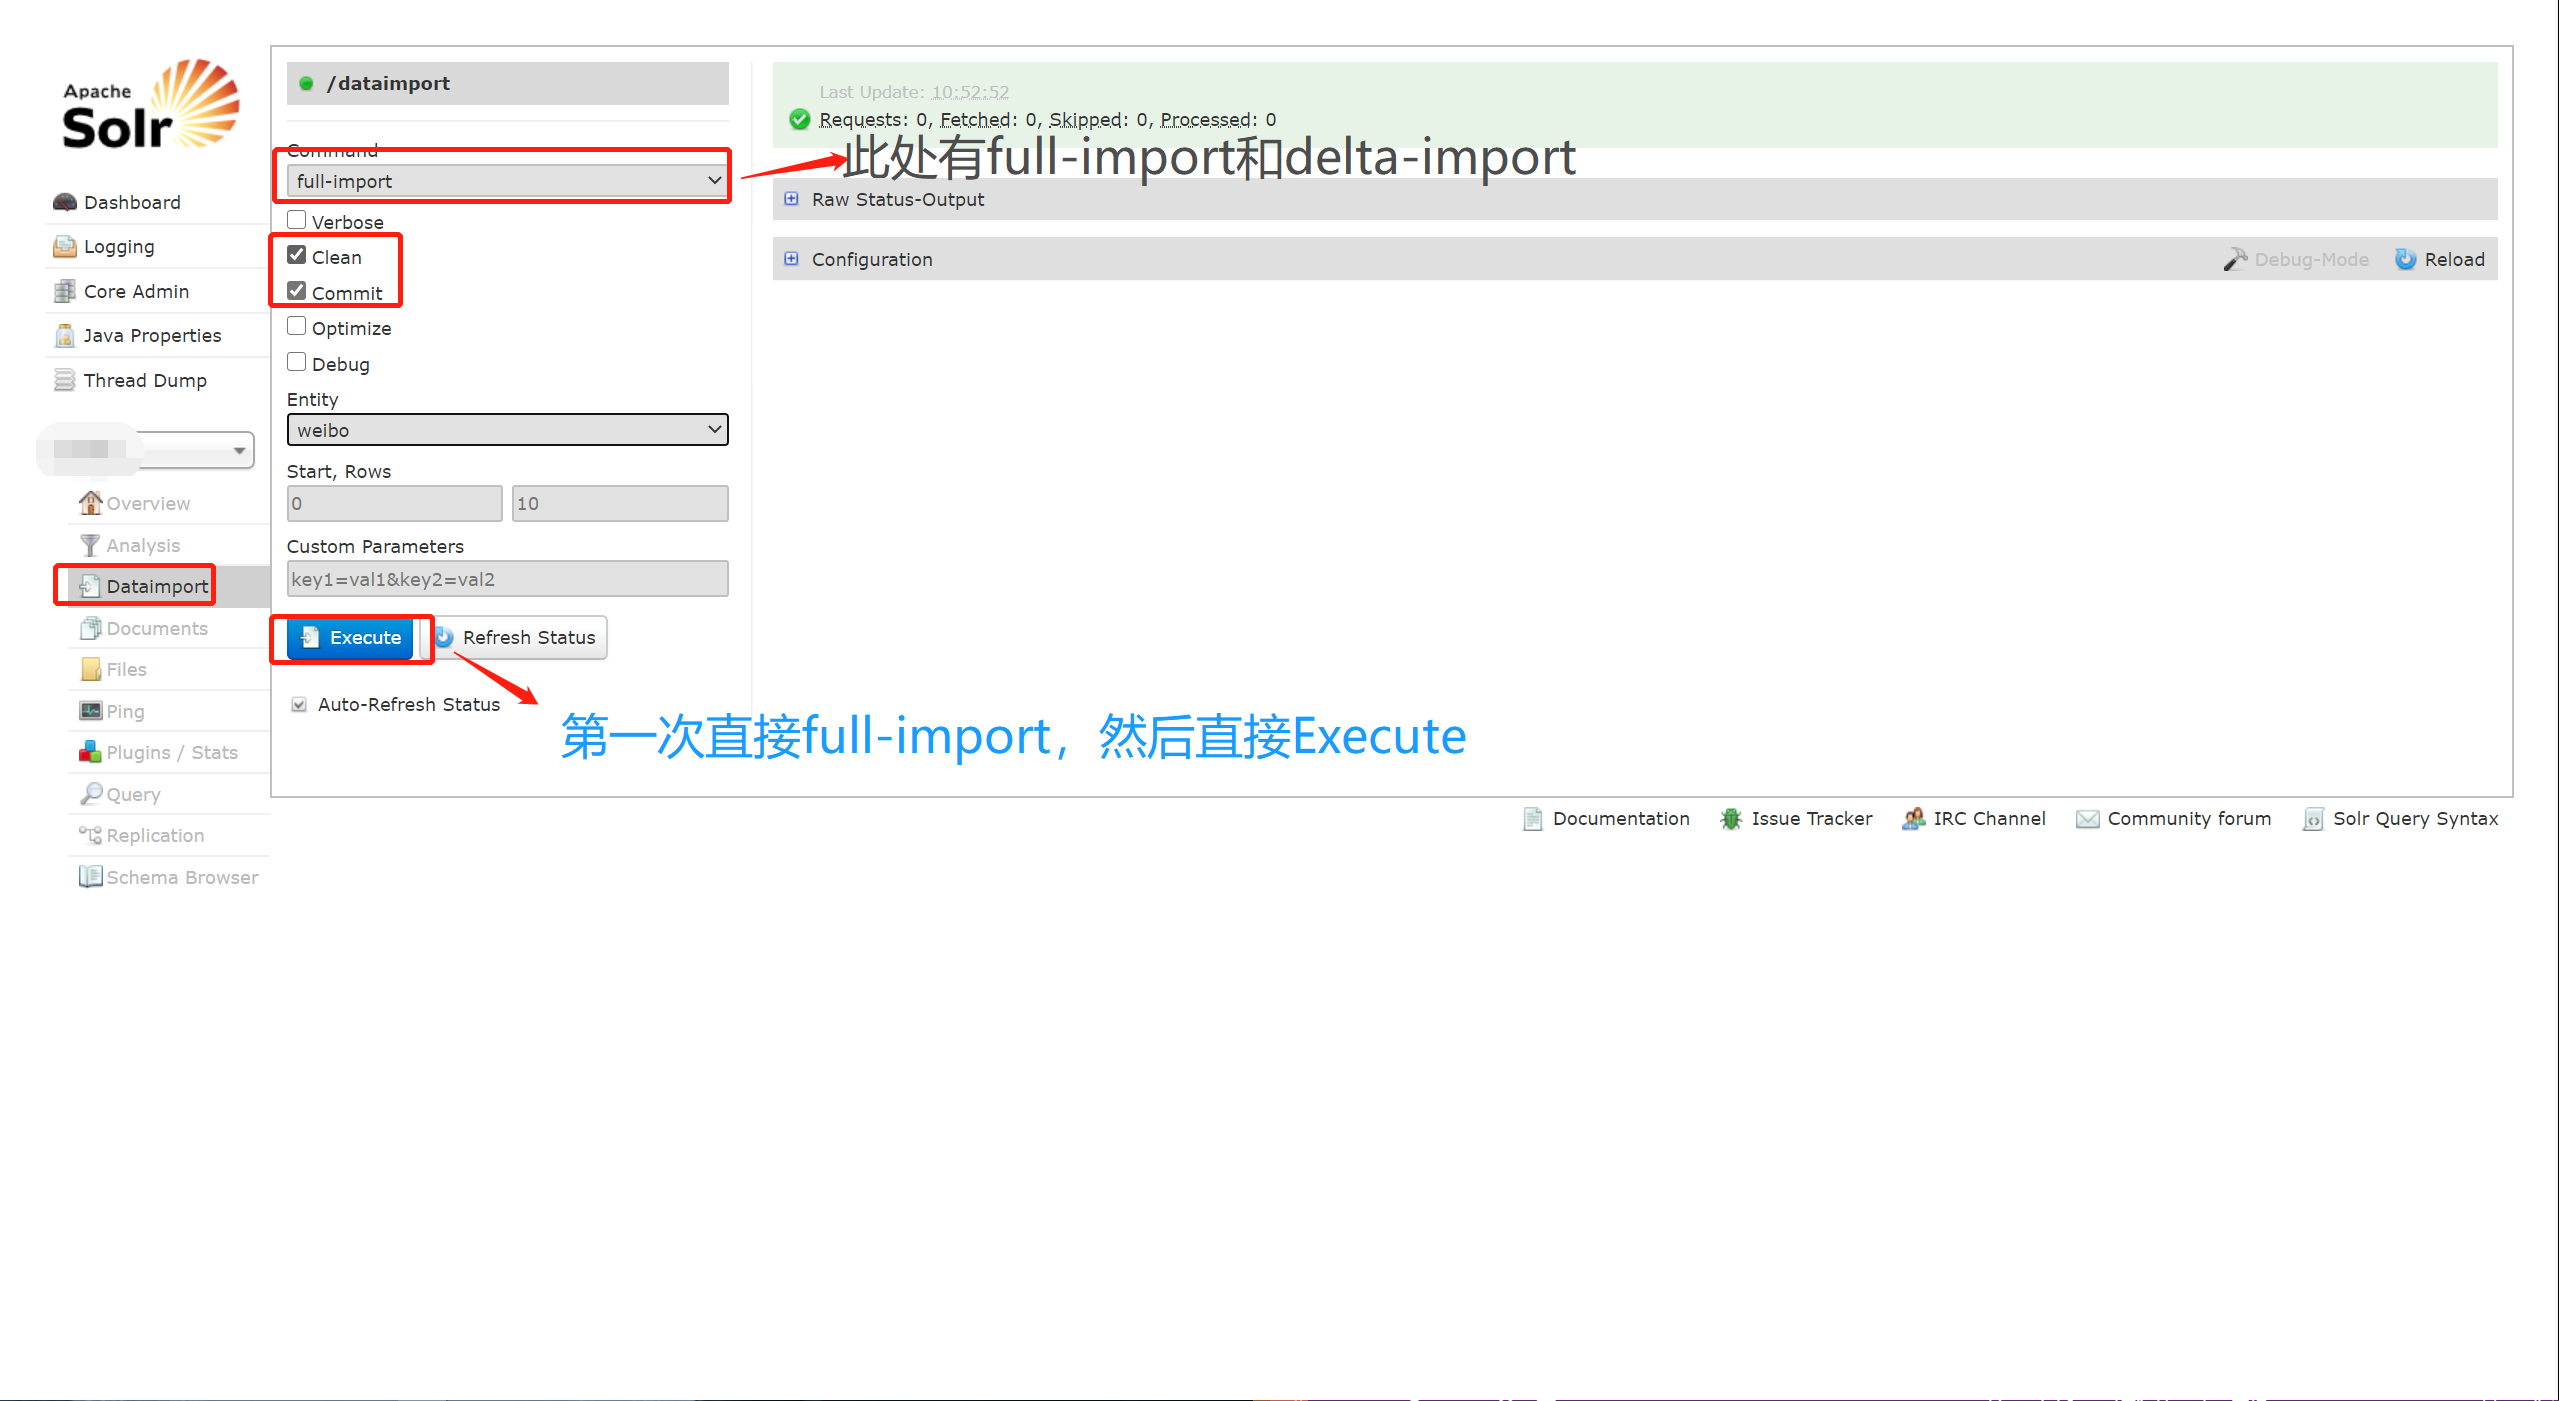 Apache
Solr
Dashboard
Logging
Core Admin
Java Properties
Thread Dump
Overview
Analysis
Dataimport
Documents
Files
Ping
Plugins / Stats
Query
Replication
Schema Browser
/dataimport
Command
full-import
Verbose
Clean
Commit
Optimize
Debug
Entity
weibo
Start, Rows
0 10
Custom Parameters
key1=val1&key2=val2
Execute Refresh Status
Auto-Refresh Status
Last Update: 10:52:52
Requests: 0, Fetched: 0, Skipped: 0, Processed: 0
此处有full-import和delta-import
Raw Status-Output
Configuration Debug-Mode Reload
第一次直接full-import，然后直接Execute
Documentation Issue Tracker IRC Channel Community forum Solr Query Syntax